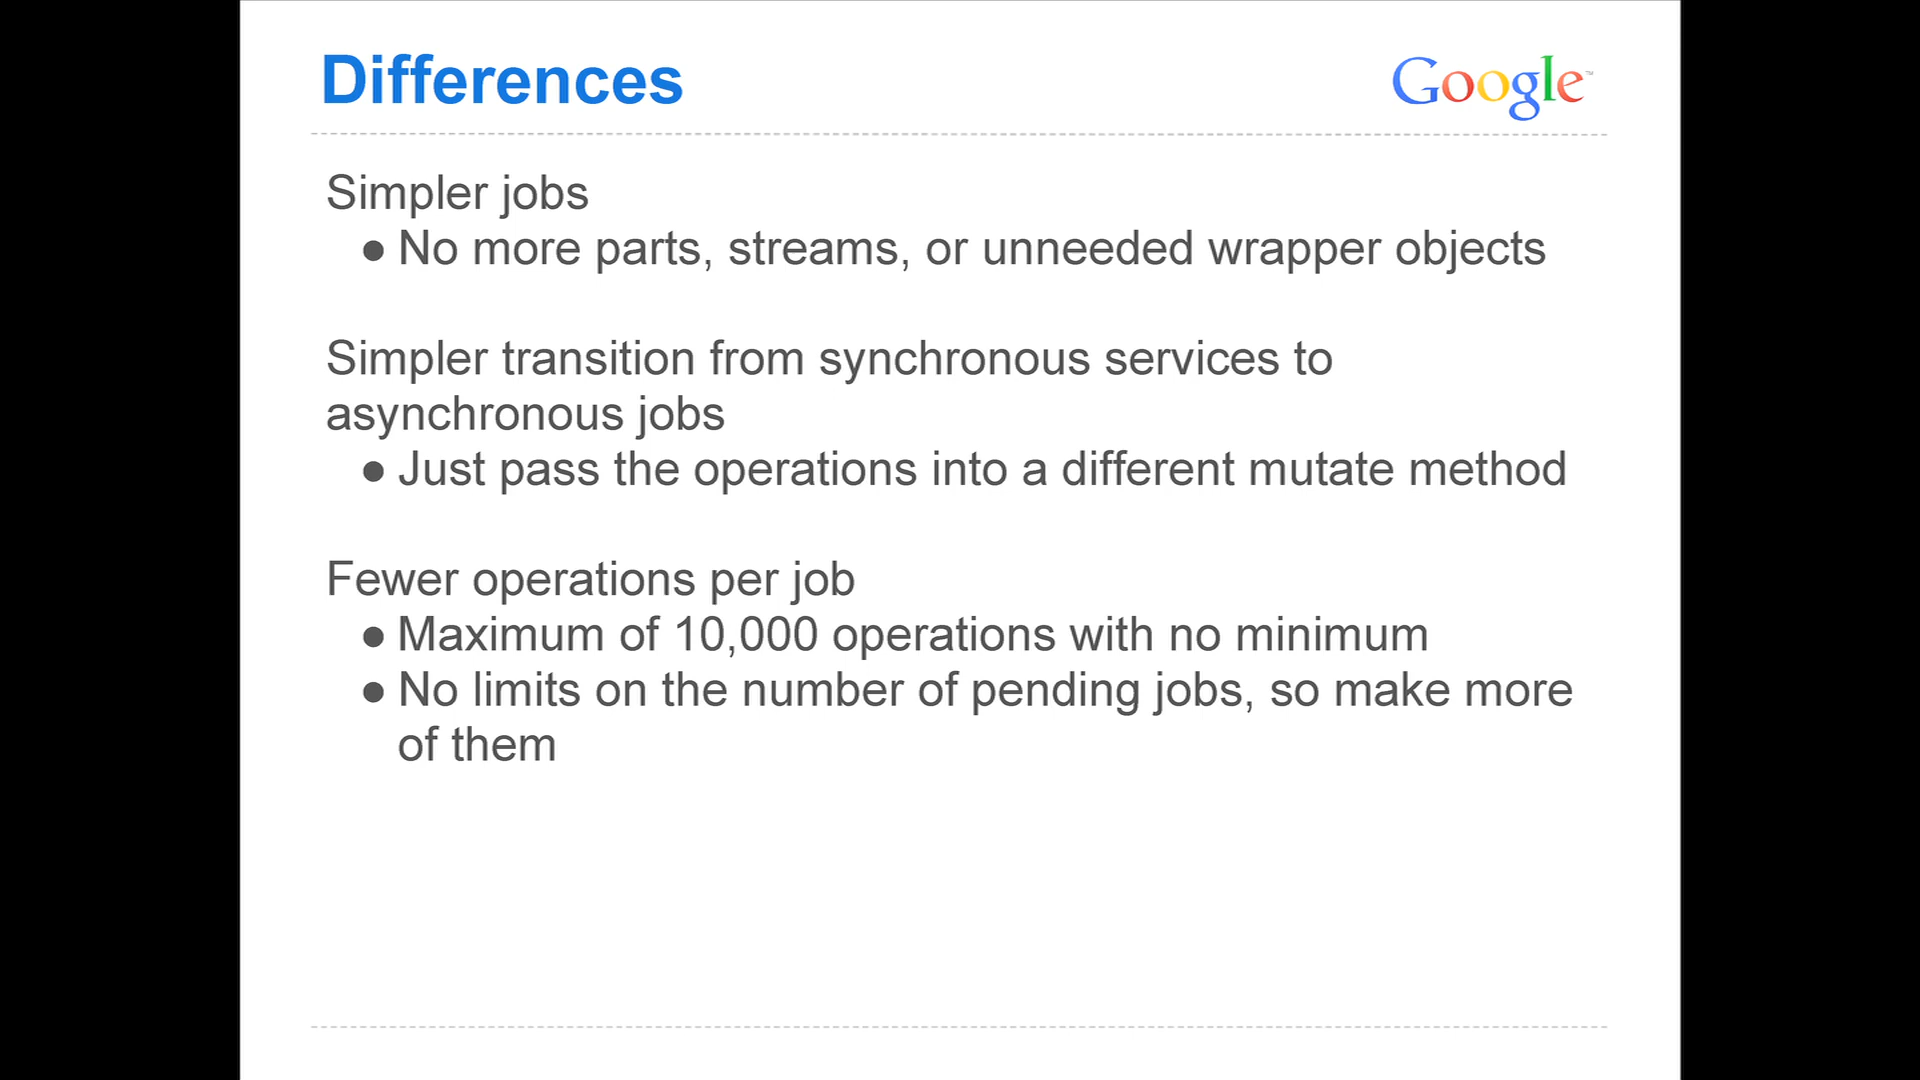 Differences
Google™
Simpler jobs
● No more parts, streams, or unneeded wrapper objects
Simpler transition from synchronous services to
asynchronous jobs
● Just pass the operations into a different mutate method
Fewer operations per job
● Maximum of 10,000 operations with no minimum
● No limits on the number of pending jobs, so make more
of them